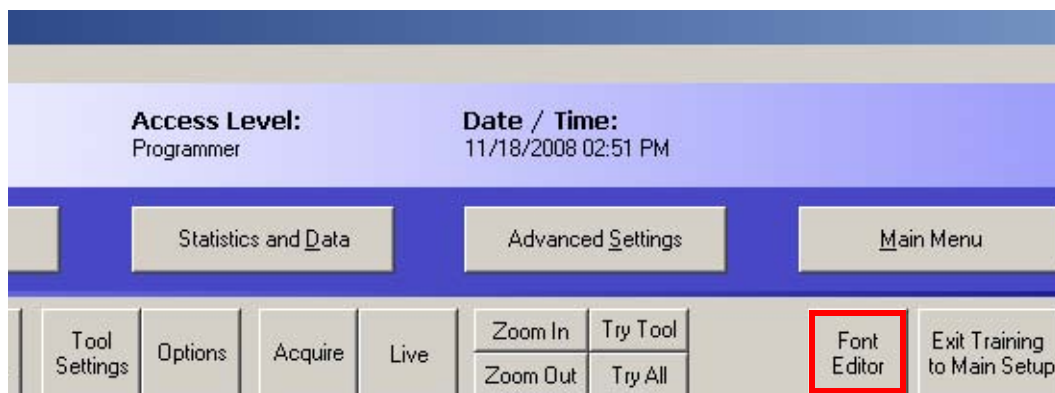 Access Level:
Programmer
Date / Time:
11/18/2008 02:51 PM
Statistics and Data
Advanced Settings
Main Menu
Tool
Settings
Options
Acquire
Live
Zoom In
Try Tool
Zoom Out
Try All
Font
Editor
Exit Training
to Main Setup